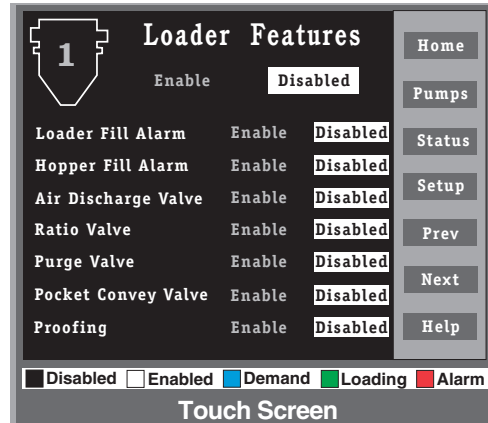 1 Loader Features
Enable Disabled
Loader Fill Alarm Enable Disabled
Hopper Fill Alarm Enable Disabled
Air Discharge Valve Enable Disabled
Ratio Valve Enable Disabled
Purge Valve Enable Disabled
Pocket Convey Valve Enable Disabled
Proofing Enable Disabled
Home
Pumps
Status
Setup
Prev
Next
Help
Disabled Enabled Demand Loading Alarm
Touch Screen